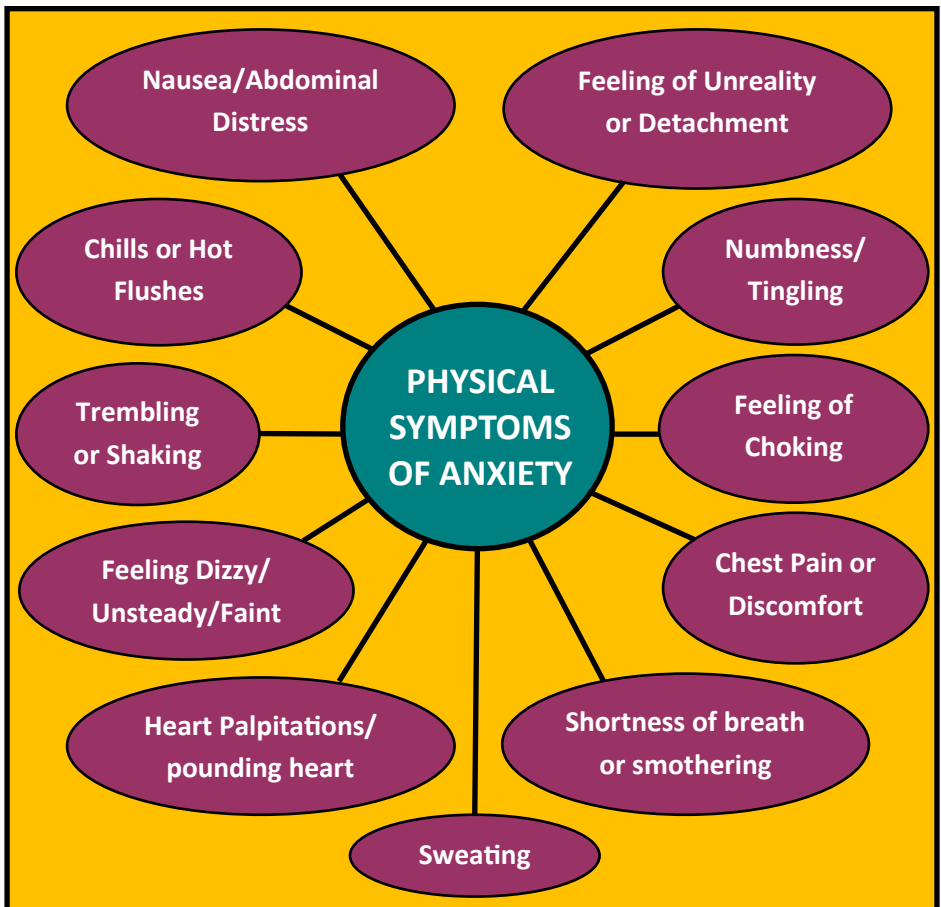 Nausea/Abdominal
Distress
Feeling of Unreality
or Detachment
Chills or Hot
Flushes
Numbness/
Tingling
PHYSICAL
SYMPTOMS
OF ANXIETY
Trembling
or Shaking
Feeling of
Choking
Feeling Dizzy/
Unsteady/Faint
Chest Pain or
Discomfort
Heart Palpitations/
pounding heart
Shortness of breath
or smothering
Sweating